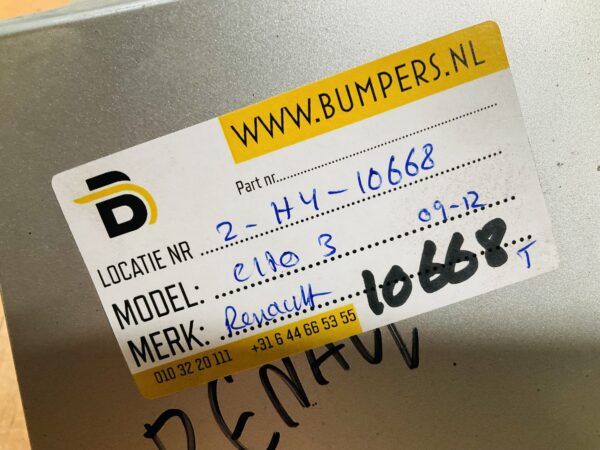 WWW.BUMPERS.NL
Part nr.
LOCATIE NR 2-H4-10668
MODEL: clio 3 09-12
MERK: Renault 10668 T
010 32 20 111 +31 6 44 66 53 55
RENAUL